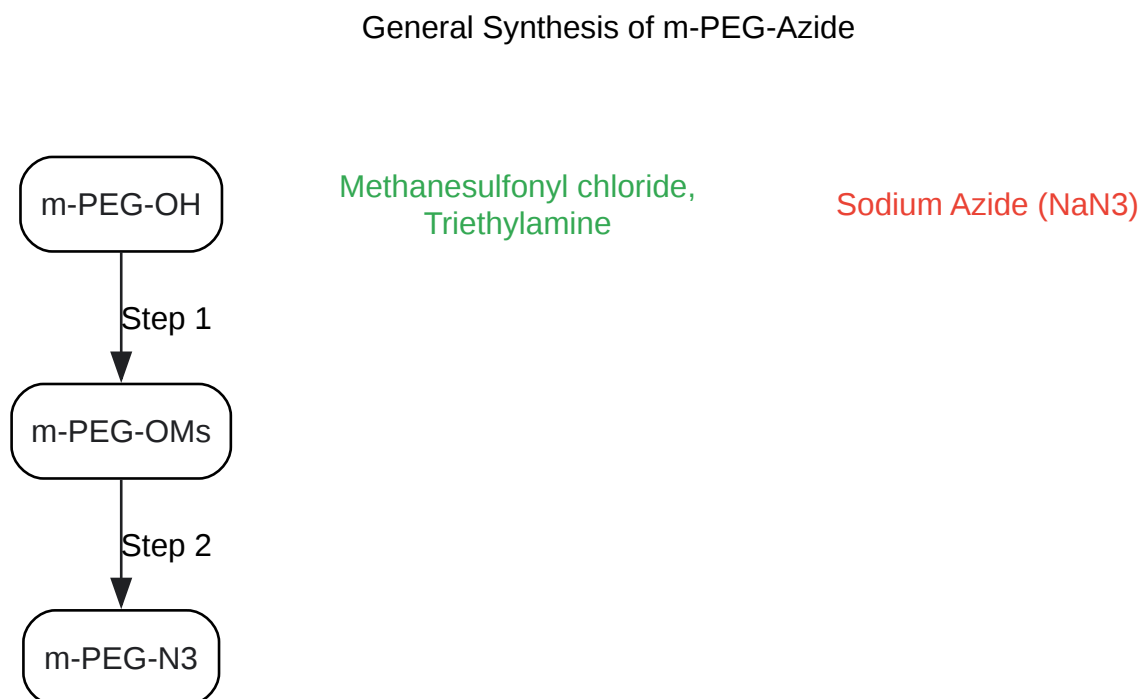 General Synthesis of m-PEG-Azide
m-PEG-OH
Methanesulfonyl chloride,
Triethylamine
Sodium Azide (NaN3)
Step 1
m-PEG-OMs
Step 2
m-PEG-N3